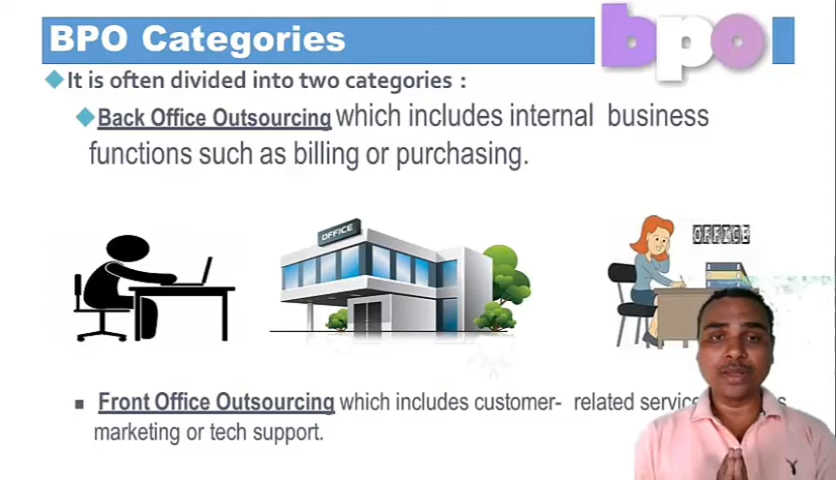 BPO Categories
bpo
It is often divided into two categories :
Back Office Outsourcing which includes internal business
functions such as billing or purchasing.
OFFICE
OFFICE
Front Office Outsourcing which includes customer- related
marketing or tech support.